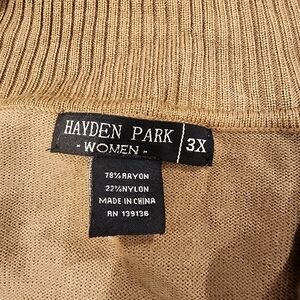 HAYDEN PARK
- WOMEN -
3X
78%RAYON
22%NYLON
MADE IN CHINA
RN 139136